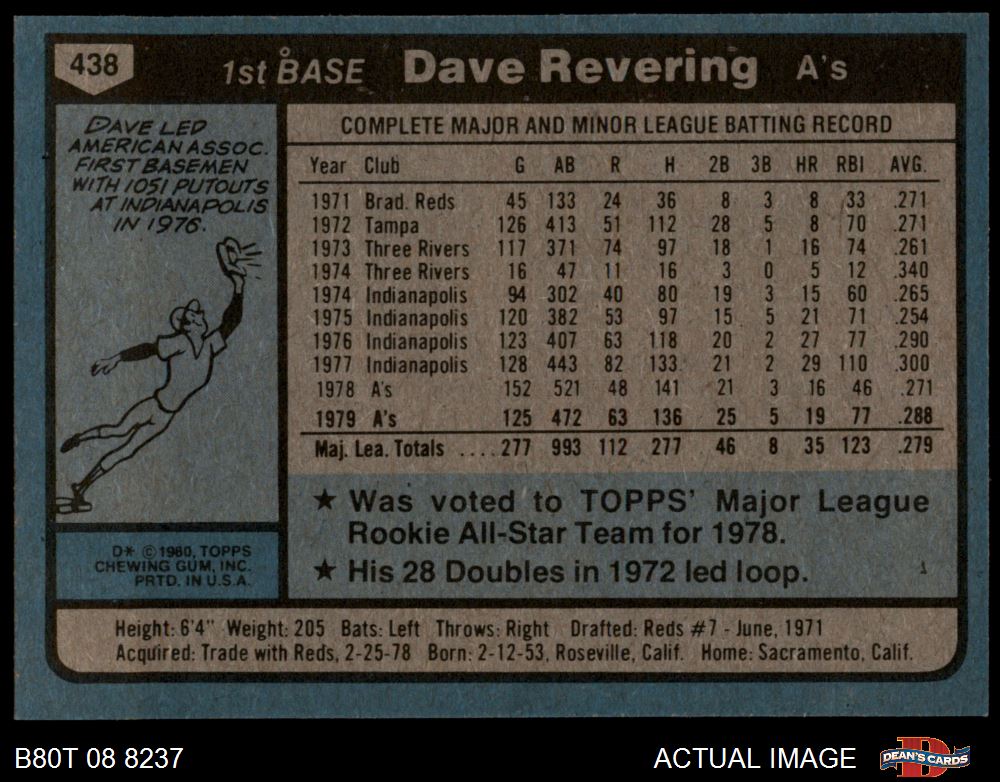 438
1st BASE Dave Revering A's
DAVE LED
AMERICAN ASSOC.
FIRST BASEMEN
WITH 1051 PUTOUTS
AT INDIANAPOLIS
IN 1976.
D* © 1980, TOPPS
CHEWING GUM, INC.
PRTD. IN U.S.A.
COMPLETE MAJOR AND MINOR LEAGUE BATTING RECORD
Year Club G AB R H 2B 3B HR RBI AVG.
1971 Brad. Reds 45 133 24 36 8 3 8 33 .271
1972 Tampa 126 413 51 112 28 5 8 70 .271
1973 Three Rivers 117 371 74 97 18 1 16 74 .261
1974 Three Rivers 16 47 11 16 3 0 5 12 .340
1974 Indianapolis 94 302 40 80 19 3 15 60 .265
1975 Indianapolis 120 382 53 97 15 5 21 71 .254
1976 Indianapolis 123 407 63 118 20 2 27 77 .290
1977 Indianapolis 128 443 82 133 21 2 29 110 .300
1978 A's 152 521 48 141 21 3 16 46 .271
1979 A's 125 472 63 136 25 5 19 77 .288
Maj. Lea. Totals .... 277 993 112 277 46 8 35 123 .279
★ Was voted to TOPPS' Major League
Rookie All-Star Team for 1978.
★ His 28 Doubles in 1972 led loop.
Height: 6'4" Weight: 205 Bats: Left Throws: Right Drafted: Reds #7 - June, 1971
Acquired: Trade with Reds, 2-25-78 Born: 2-12-53, Roseville, Calif. Home: Sacramento, Calif.
B80T 08 8237
ACTUAL IMAGE
DEAN'S CARDS